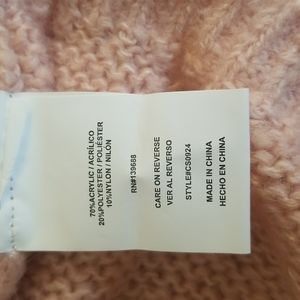 70%ACRYLIC / ACRÍLICO
20%POLYESTER / POLIÉSTER
10%NYLON / NILÓN
RN#139688
CARE ON REVERSE
VER AL REVERSO
STYLE#CS0924
MADE IN CHINA
HECHO EN CHINA